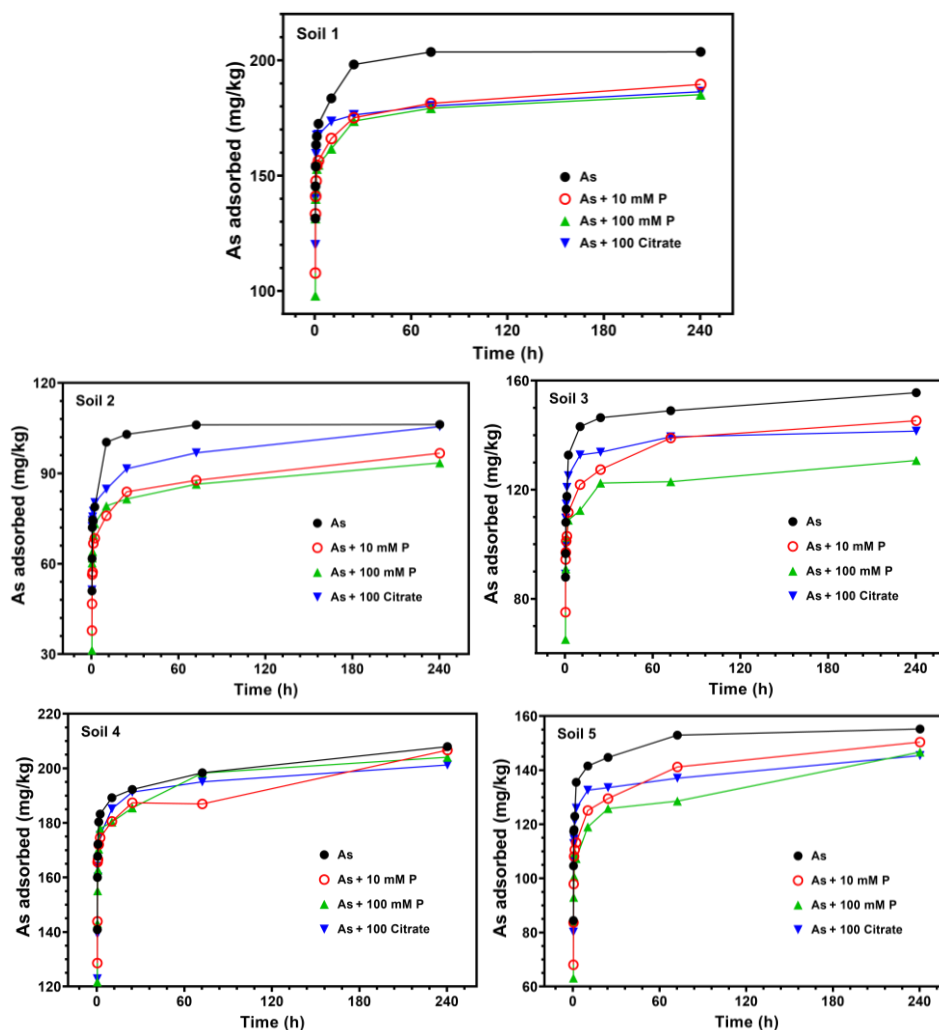 Soil 1
200
150
100
As adsorbed (mg/kg)
As
As + 10 mM P
As + 100 mM P
As + 100 Citrate
0 60 120 180 240
Time (h)
Soil 2
120
90
60
30
As adsorbed (mg/kg)
As
As + 10 mM P
As + 100 mM P
As + 100 Citrate
0 60 120 180 240
Time (h)
Soil 3
160
120
80
As adsorbed (mg/kg)
As
As + 10 mM P
As + 100 mM P
As + 100 Citrate
0 60 120 180 240
Time (h)
Soil 4
220
200
180
160
140
120
As adsorbed (mg/kg)
As
As + 10 mM P
As + 100 mM P
As + 100 Citrate
0 60 120 180 240
Time (h)
Soil 5
160
140
120
100
80
60
As adsorbed (mg/kg)
As
As + 10 mM P
As + 100 mM P
As + 100 Citrate
0 60 120 180 240
Time (h)